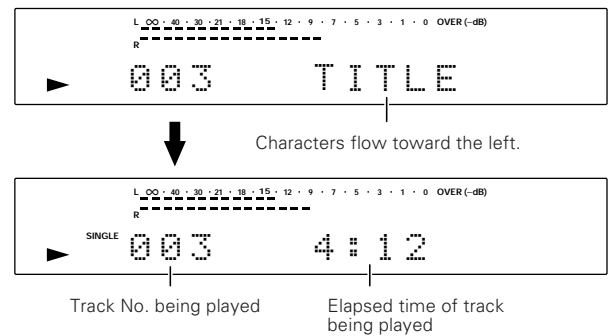 L ∞ · 40 · 30 · 21 · 18 · 15 · 12 · 9 · 7 · 5 · 3 · 1 · 0 OVER (–dB)
R
003 TITLE
Characters flow toward the left.
L ∞ · 40 · 30 · 21 · 18 · 15 · 12 · 9 · 7 · 5 · 3 · 1 · 0 OVER (–dB)
R
SINGLE 003 4:12
Track No. being played
Elapsed time of track
being played